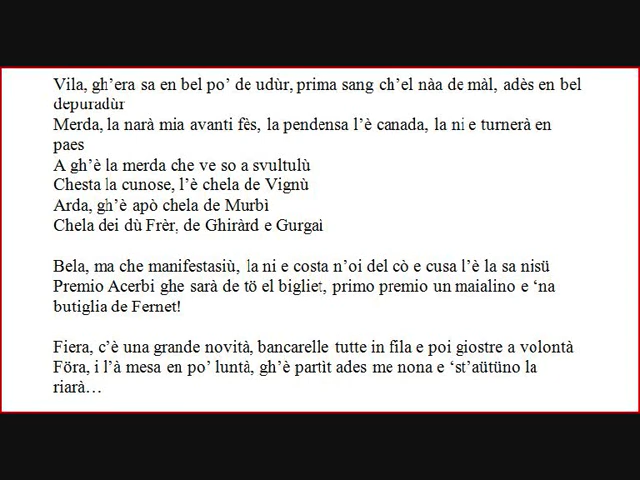 Vila, gh’era sa en bel po’ de udùr, prima sang ch’el nàa de màl, adès en bel
depuradùr
Merda, la narà mia avanti fès, la pendensa l’è canada, la ni e turnerà en
paes
A gh’è la merda che ve so a svultulù
Chesta la cunose, l’è chela de Vignù
Arda, gh’è apò chela de Murbì
Chela dei dù Frèr, de Ghiràrd e Gurgai
Bela, ma che manifestasiù, la ni e costa n’oi del cò e cusa l’è la sa nisü
Premio Acerbi ghe sarà de tö el bigliet, primo premio un maialino e ‘na
butiglia de Fernet!
Fiera, c’è una grande novità, bancarelle tutte in fila e poi giostre a volontà
Föra, i l’à mesa en po’ luntà, gh’è partìt ades me nona e ‘st’aütüno la
riarà…